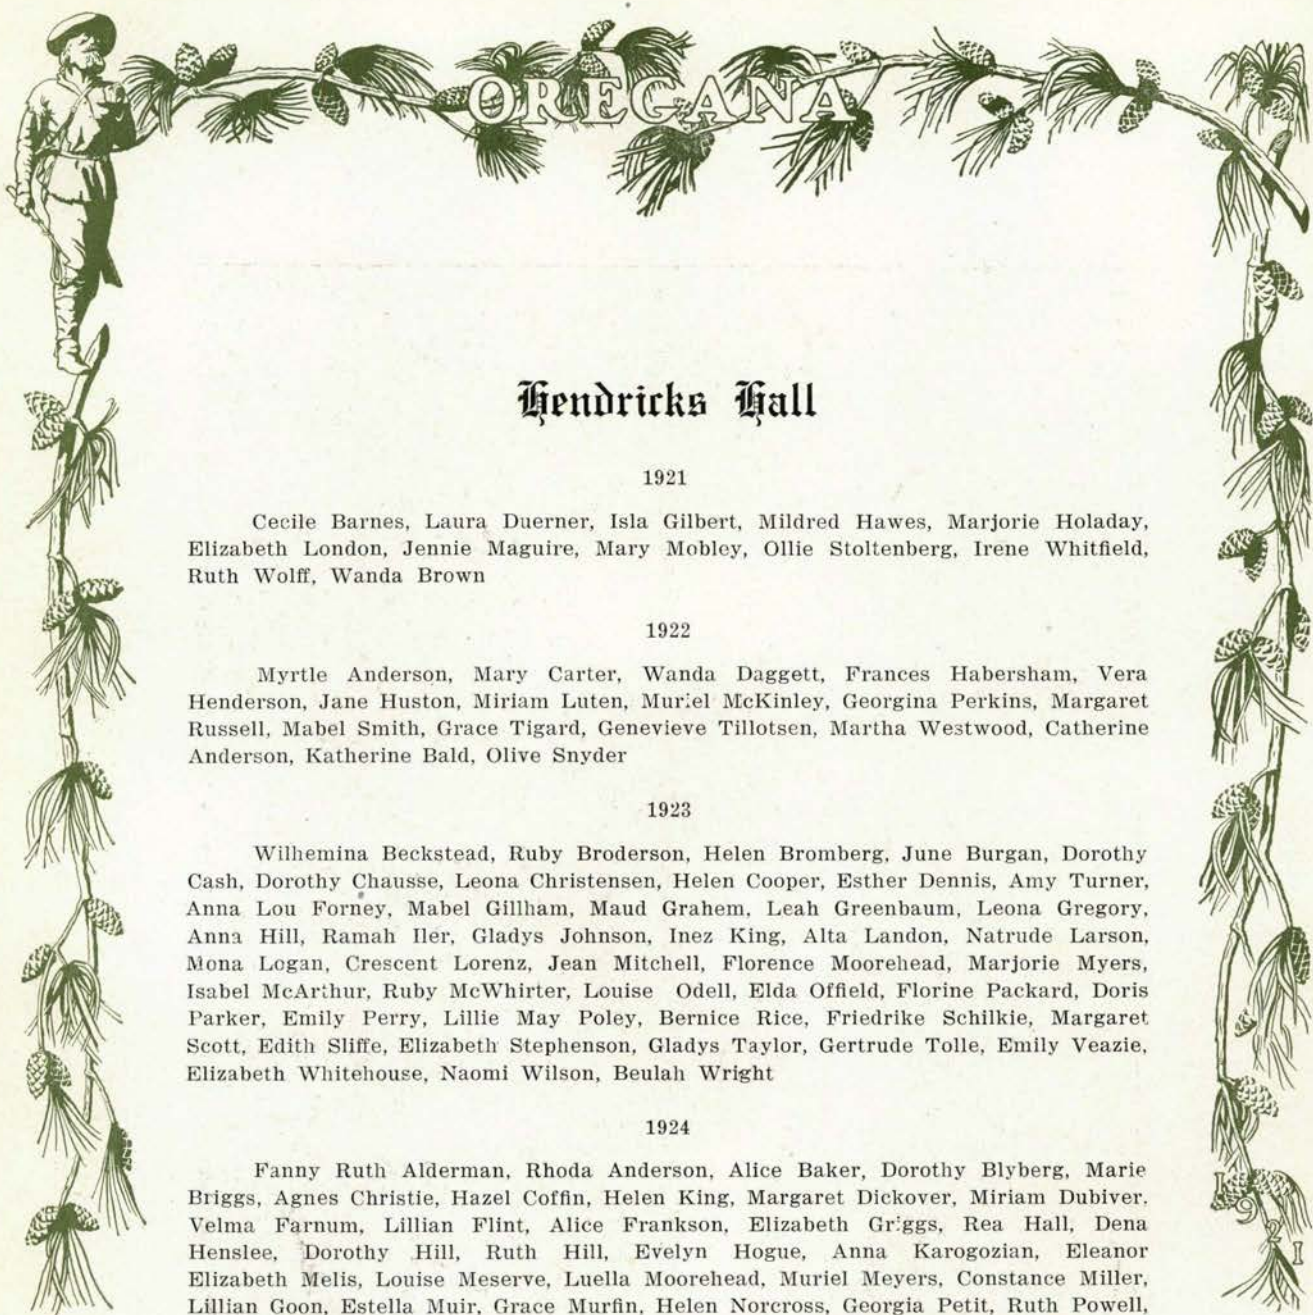 OREGANA
Hendricks Hall
1921
Cecile Barnes, Laura Duerner, Isla Gilbert, Mildred Hawes, Marjorie Holaday,
Elizabeth London, Jennie Maguire, Mary Mobley, Ollie Stoltenberg, Irene Whitfield,
Ruth Wolff, Wanda Brown
1922
Myrtle Anderson, Mary Carter, Wanda Daggett, Frances Habersham, Vera
Henderson, Jane Huston, Miriam Luten, Muriel McKinley, Georgina Perkins, Margaret
Russell, Mabel Smith, Grace Tigard, Genevieve Tillotsen, Martha Westwood, Catherine
Anderson, Katherine Bald, Olive Snyder
1923
Wilhemina Beckstead, Ruby Broderson, Helen Bromberg, June Burgan, Dorothy
Cash, Dorothy Chausse, Leona Christensen, Helen Cooper, Esther Dennis, Amy Turner,
Anna Lou Forney, Mabel Gillham, Maud Grahem, Leah Greenbaum, Leona Gregory,
Anna Hill, Ramah Iler, Gladys Johnson, Inez King, Alta Landon, Natrude Larson,
Mona Logan, Crescent Lorenz, Jean Mitchell, Florence Moorehead, Marjorie Myers,
Isabel McArthur, Ruby McWhirter, Louise Odell, Elda Offield, Florine Packard, Doris
Parker, Emily Perry, Lillie May Poley, Bernice Rice, Friedrike Schilkie, Margaret
Scott, Edith Sliffe, Elizabeth Stephenson, Gladys Taylor, Gertrude Tolle, Emily Veazie,
Elizabeth Whitehouse, Naomi Wilson, Beulah Wright
1924
Fanny Ruth Alderman, Rhoda Anderson, Alice Baker, Dorothy Blyberg, Marie
Briggs, Agnes Christie, Hazel Coffin, Helen King, Margaret Dickover, Miriam Dubiver,
Velma Farnum, Lillian Flint, Alice Frankson, Elizabeth Griggs, Rea Hall, Dena
Henslee, Dorothy Hill, Ruth Hill, Evelyn Hogue, Anna Karogozian, Eleanor
Elizabeth Melis, Louise Meserve, Luella Moorehead, Muriel Meyers, Constance Miller,
Lillian Goon, Estella Muir, Grace Murfin, Helen Norcross, Georgia Petit, Ruth Powell,
1921